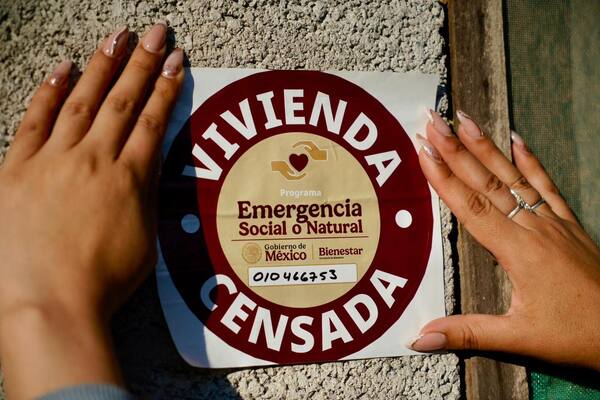 VIVIENDA
Programa
Emergencia
Social o Natural
Gobierno de
México
Bienestar
010466753
CENSADA